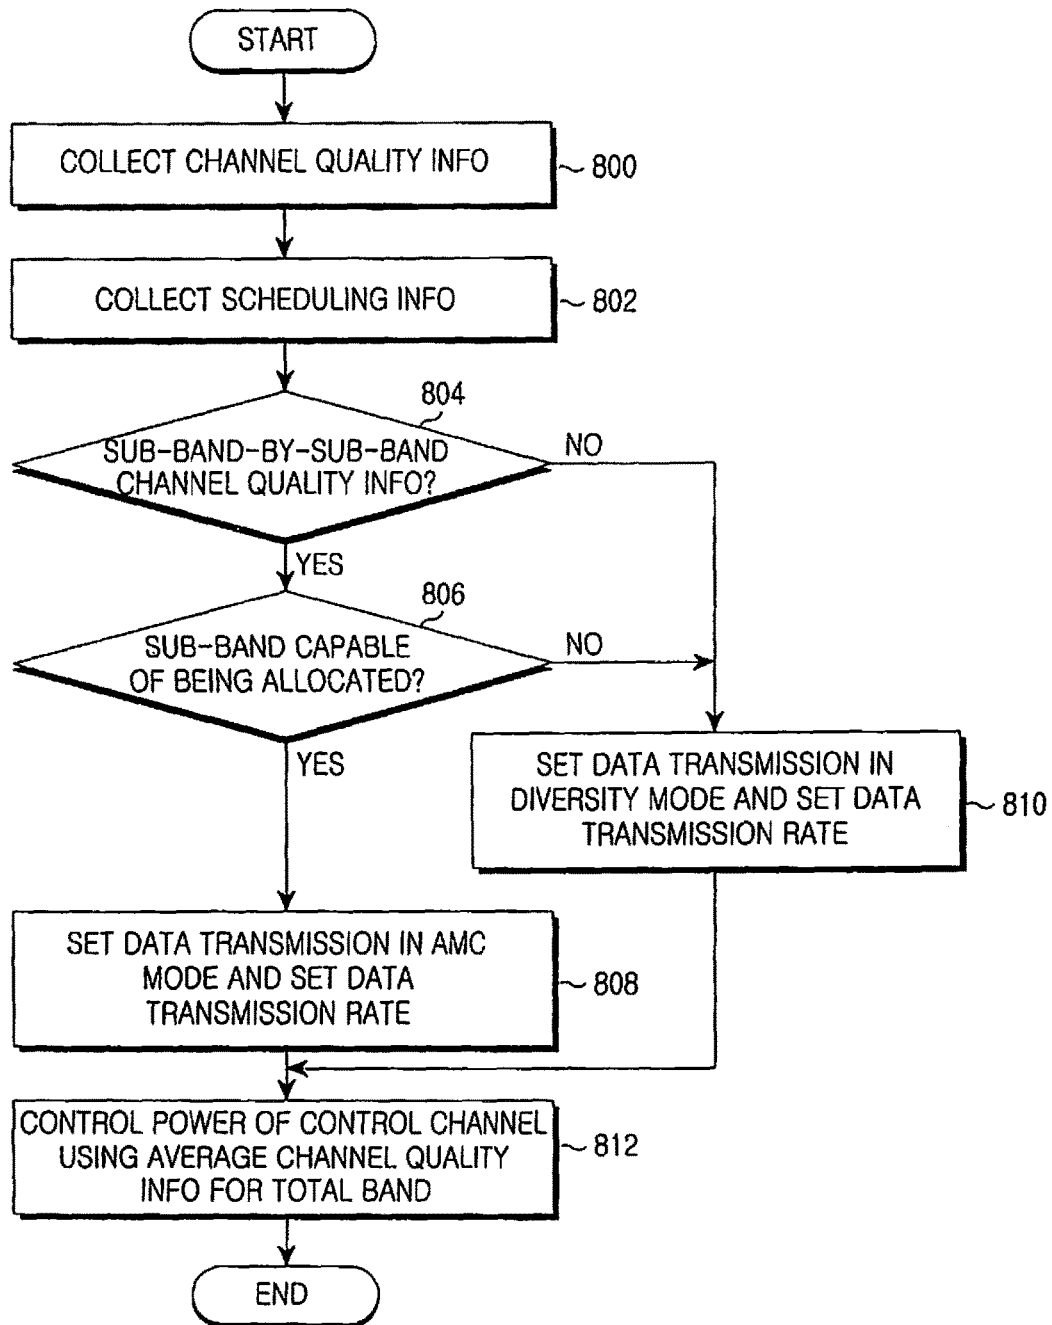 START
COLLECT CHANNEL QUALITY INFO
800
COLLECT SCHEDULING INFO
802
804
SUB-BAND-BY-SUB-BAND
CHANNEL QUALITY INFO?
NO
YES
806
SUB-BAND CAPABLE
OF BEING ALLOCATED?
NO
YES
SET DATA TRANSMISSION IN
DIVERSITY MODE AND SET DATA
TRANSMISSION RATE
810
SET DATA TRANSMISSION IN AMC
MODE AND SET DATA
TRANSMISSION RATE
808
CONTROL POWER OF CONTROL CHANNEL
USING AVERAGE CHANNEL QUALITY
INFO FOR TOTAL BAND
812
END